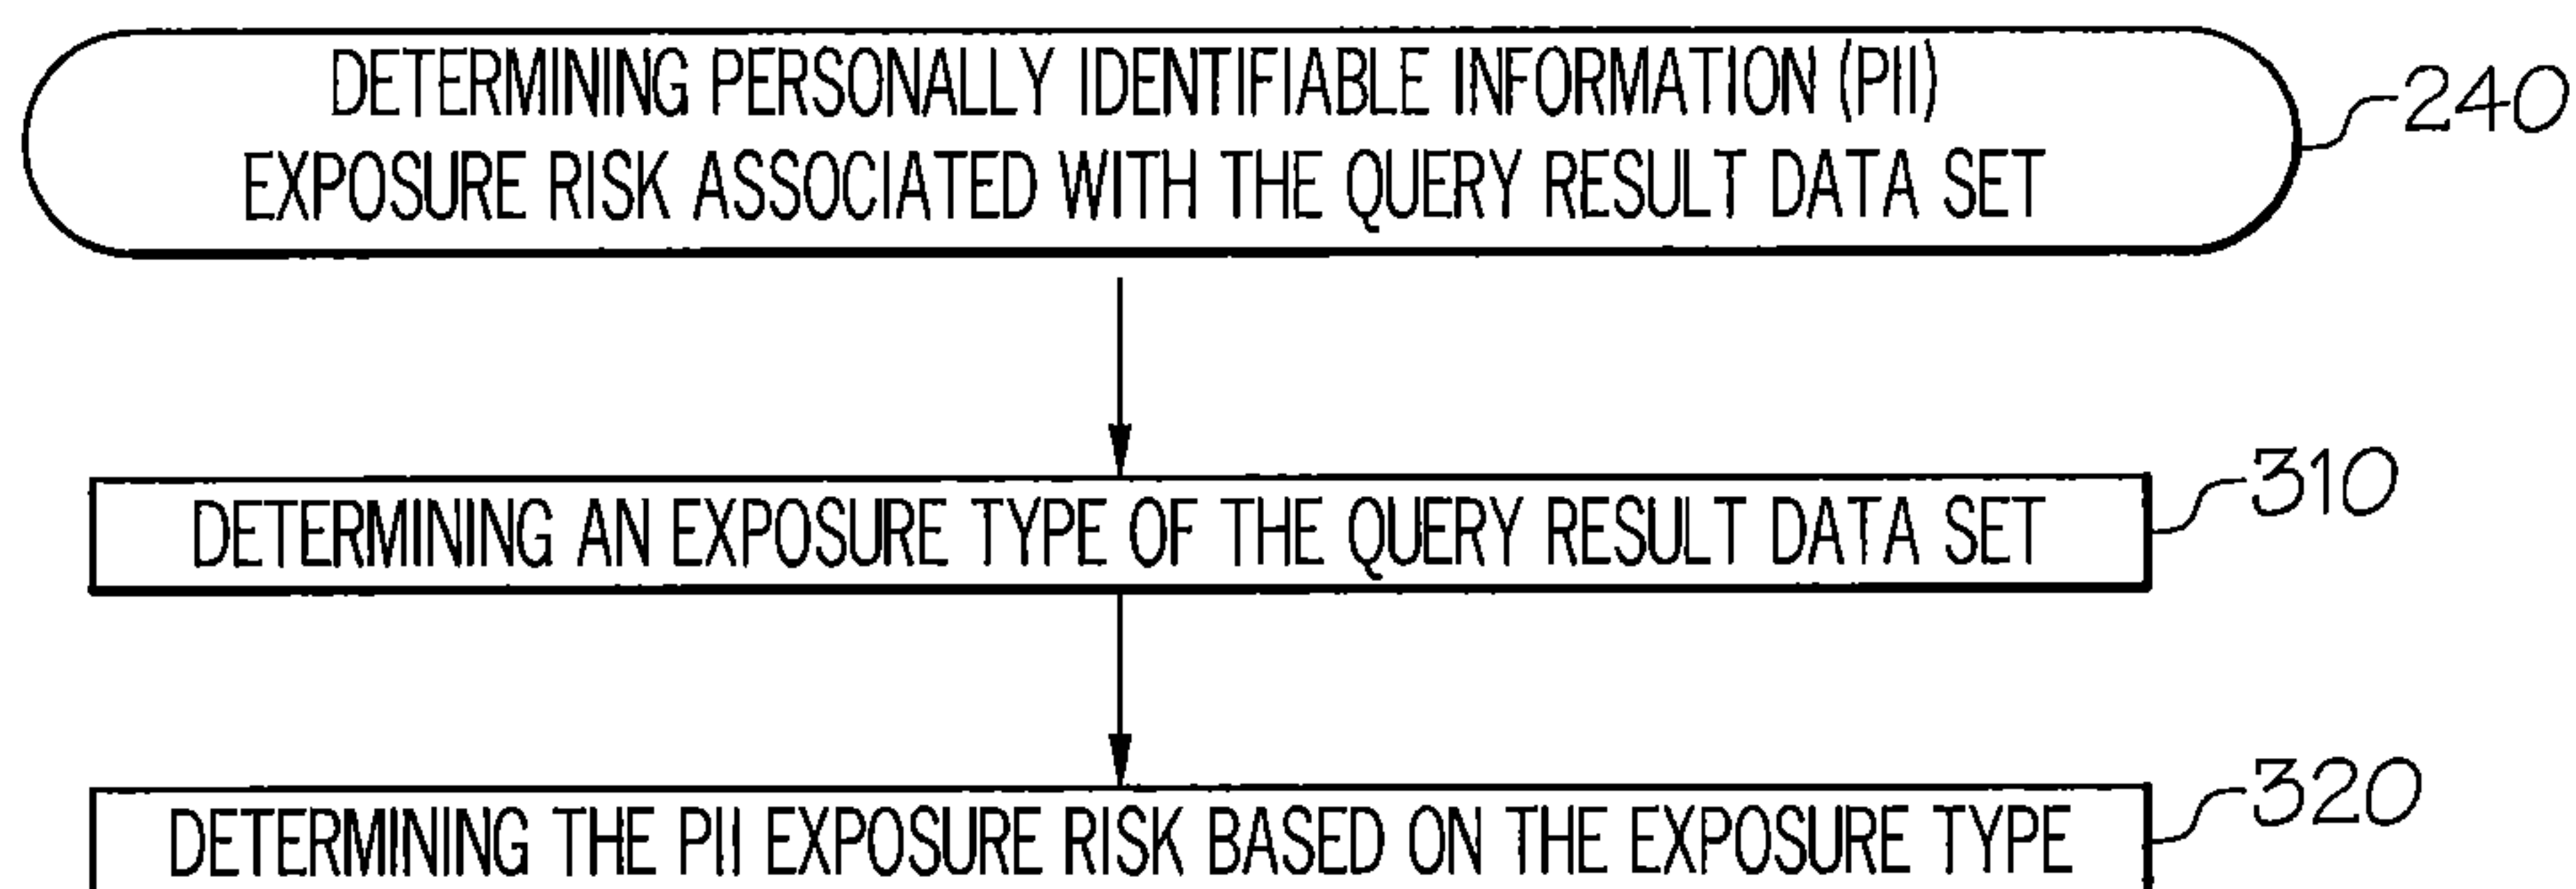 DETERMINING PERSONALLY IDENTIFIABLE INFORMATION (PII)
EXPOSURE RISK ASSOCIATED WITH THE QUERY RESULT DATA SET
240
DETERMINING AN EXPOSURE TYPE OF THE QUERY RESULT DATA SET
310
DETERMINING THE PII EXPOSURE RISK BASED ON THE EXPOSURE TYPE
320